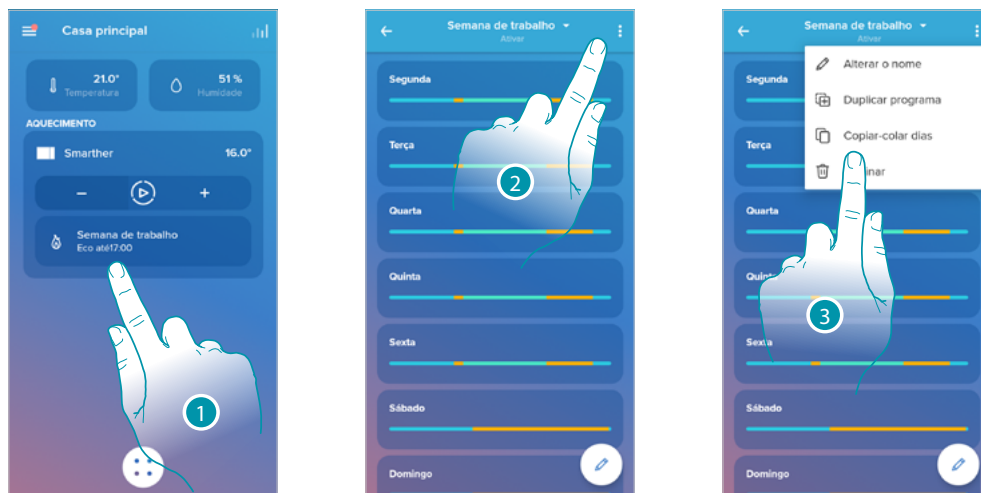 Casa principal
21.0°
Temperatura
51 %
Humidade
AQUECIMENTO
Smarther
16.0°
−
+
Semana de trabalho
Eco até17:00
1
Semana de trabalho
Ativar
Segunda
Terça
Quarta
Quinta
Sexta
Sábado
Domingo
2
Semana de trabalho
Ativar
Alterar o nome
Duplicar programa
Copiar-colar dias
Segunda
Terça
Quarta
Sexta
Sábado
Domingo
3